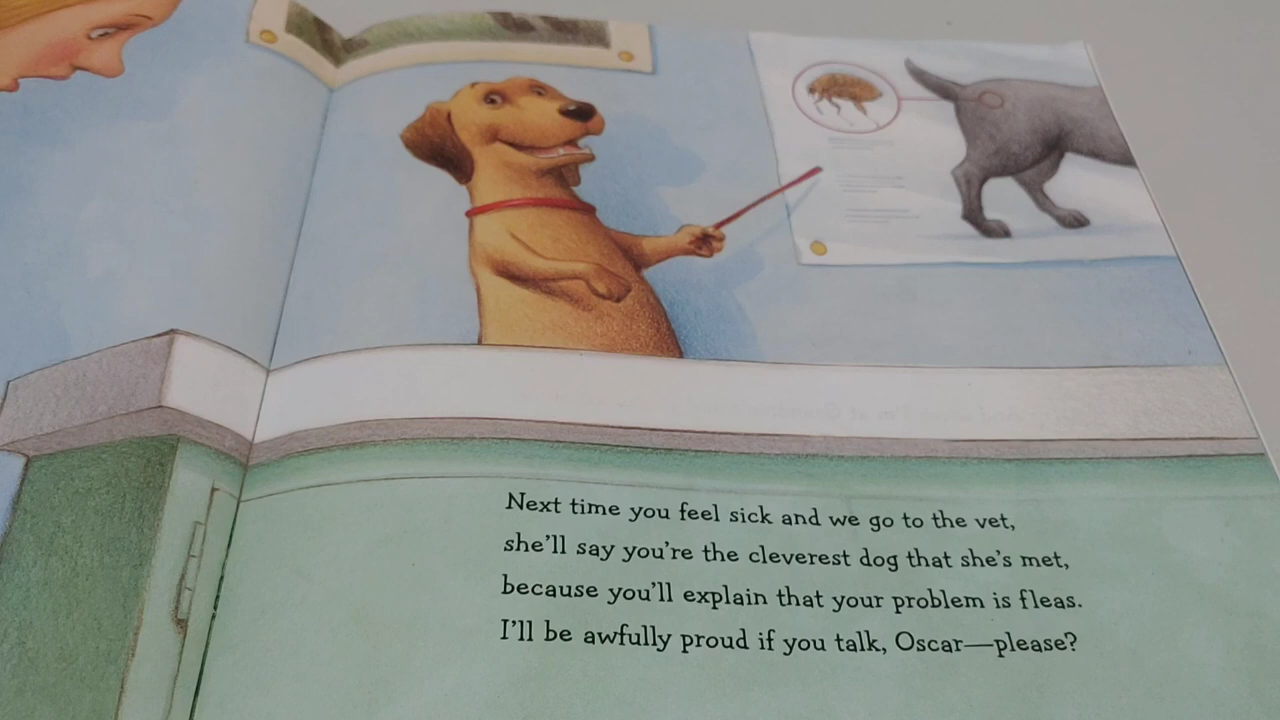 Next time you feel sick and we go to the vet,
she'll say you're the cleverest dog that she's met,
because you'll explain that your problem is fleas.
I'll be awfully proud if you talk, Oscar—please?